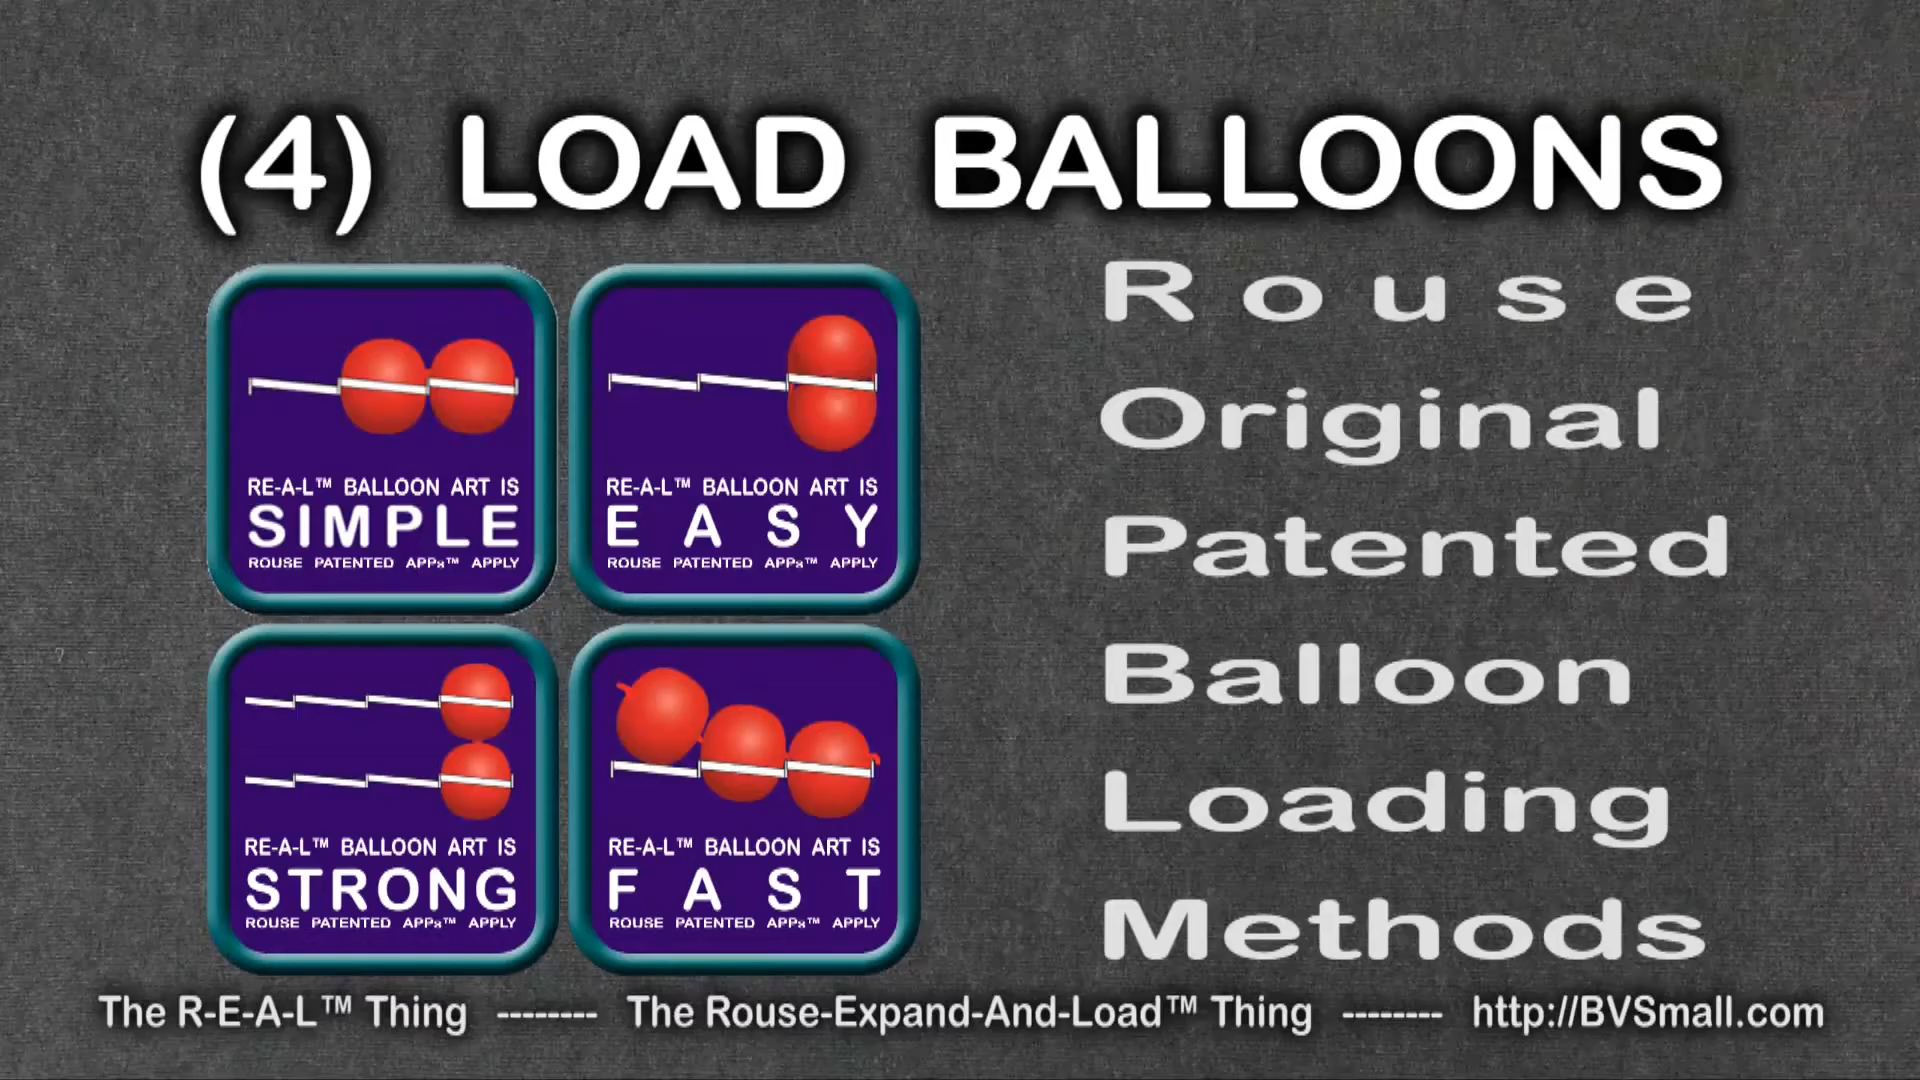 (4) LOAD BALLOONS
RE-A-L™ BALLOON ART IS
SIMPLE
ROUSE PATENTED APPs™ APPLY
RE-A-L™ BALLOON ART IS
EASY
ROUSE PATENTED APPs™ APPLY
RE-A-L™ BALLOON ART IS
STRONG
ROUSE PATENTED APPs™ APPLY
RE-A-L™ BALLOON ART IS
FAST
ROUSE PATENTED APPs™ APPLY
Rouse
Original
Patented
Balloon
Loading
Methods
The R-E-A-L™ Thing -------- The Rouse-Expand-And-Load™ Thing -------- http://BVSmall.com